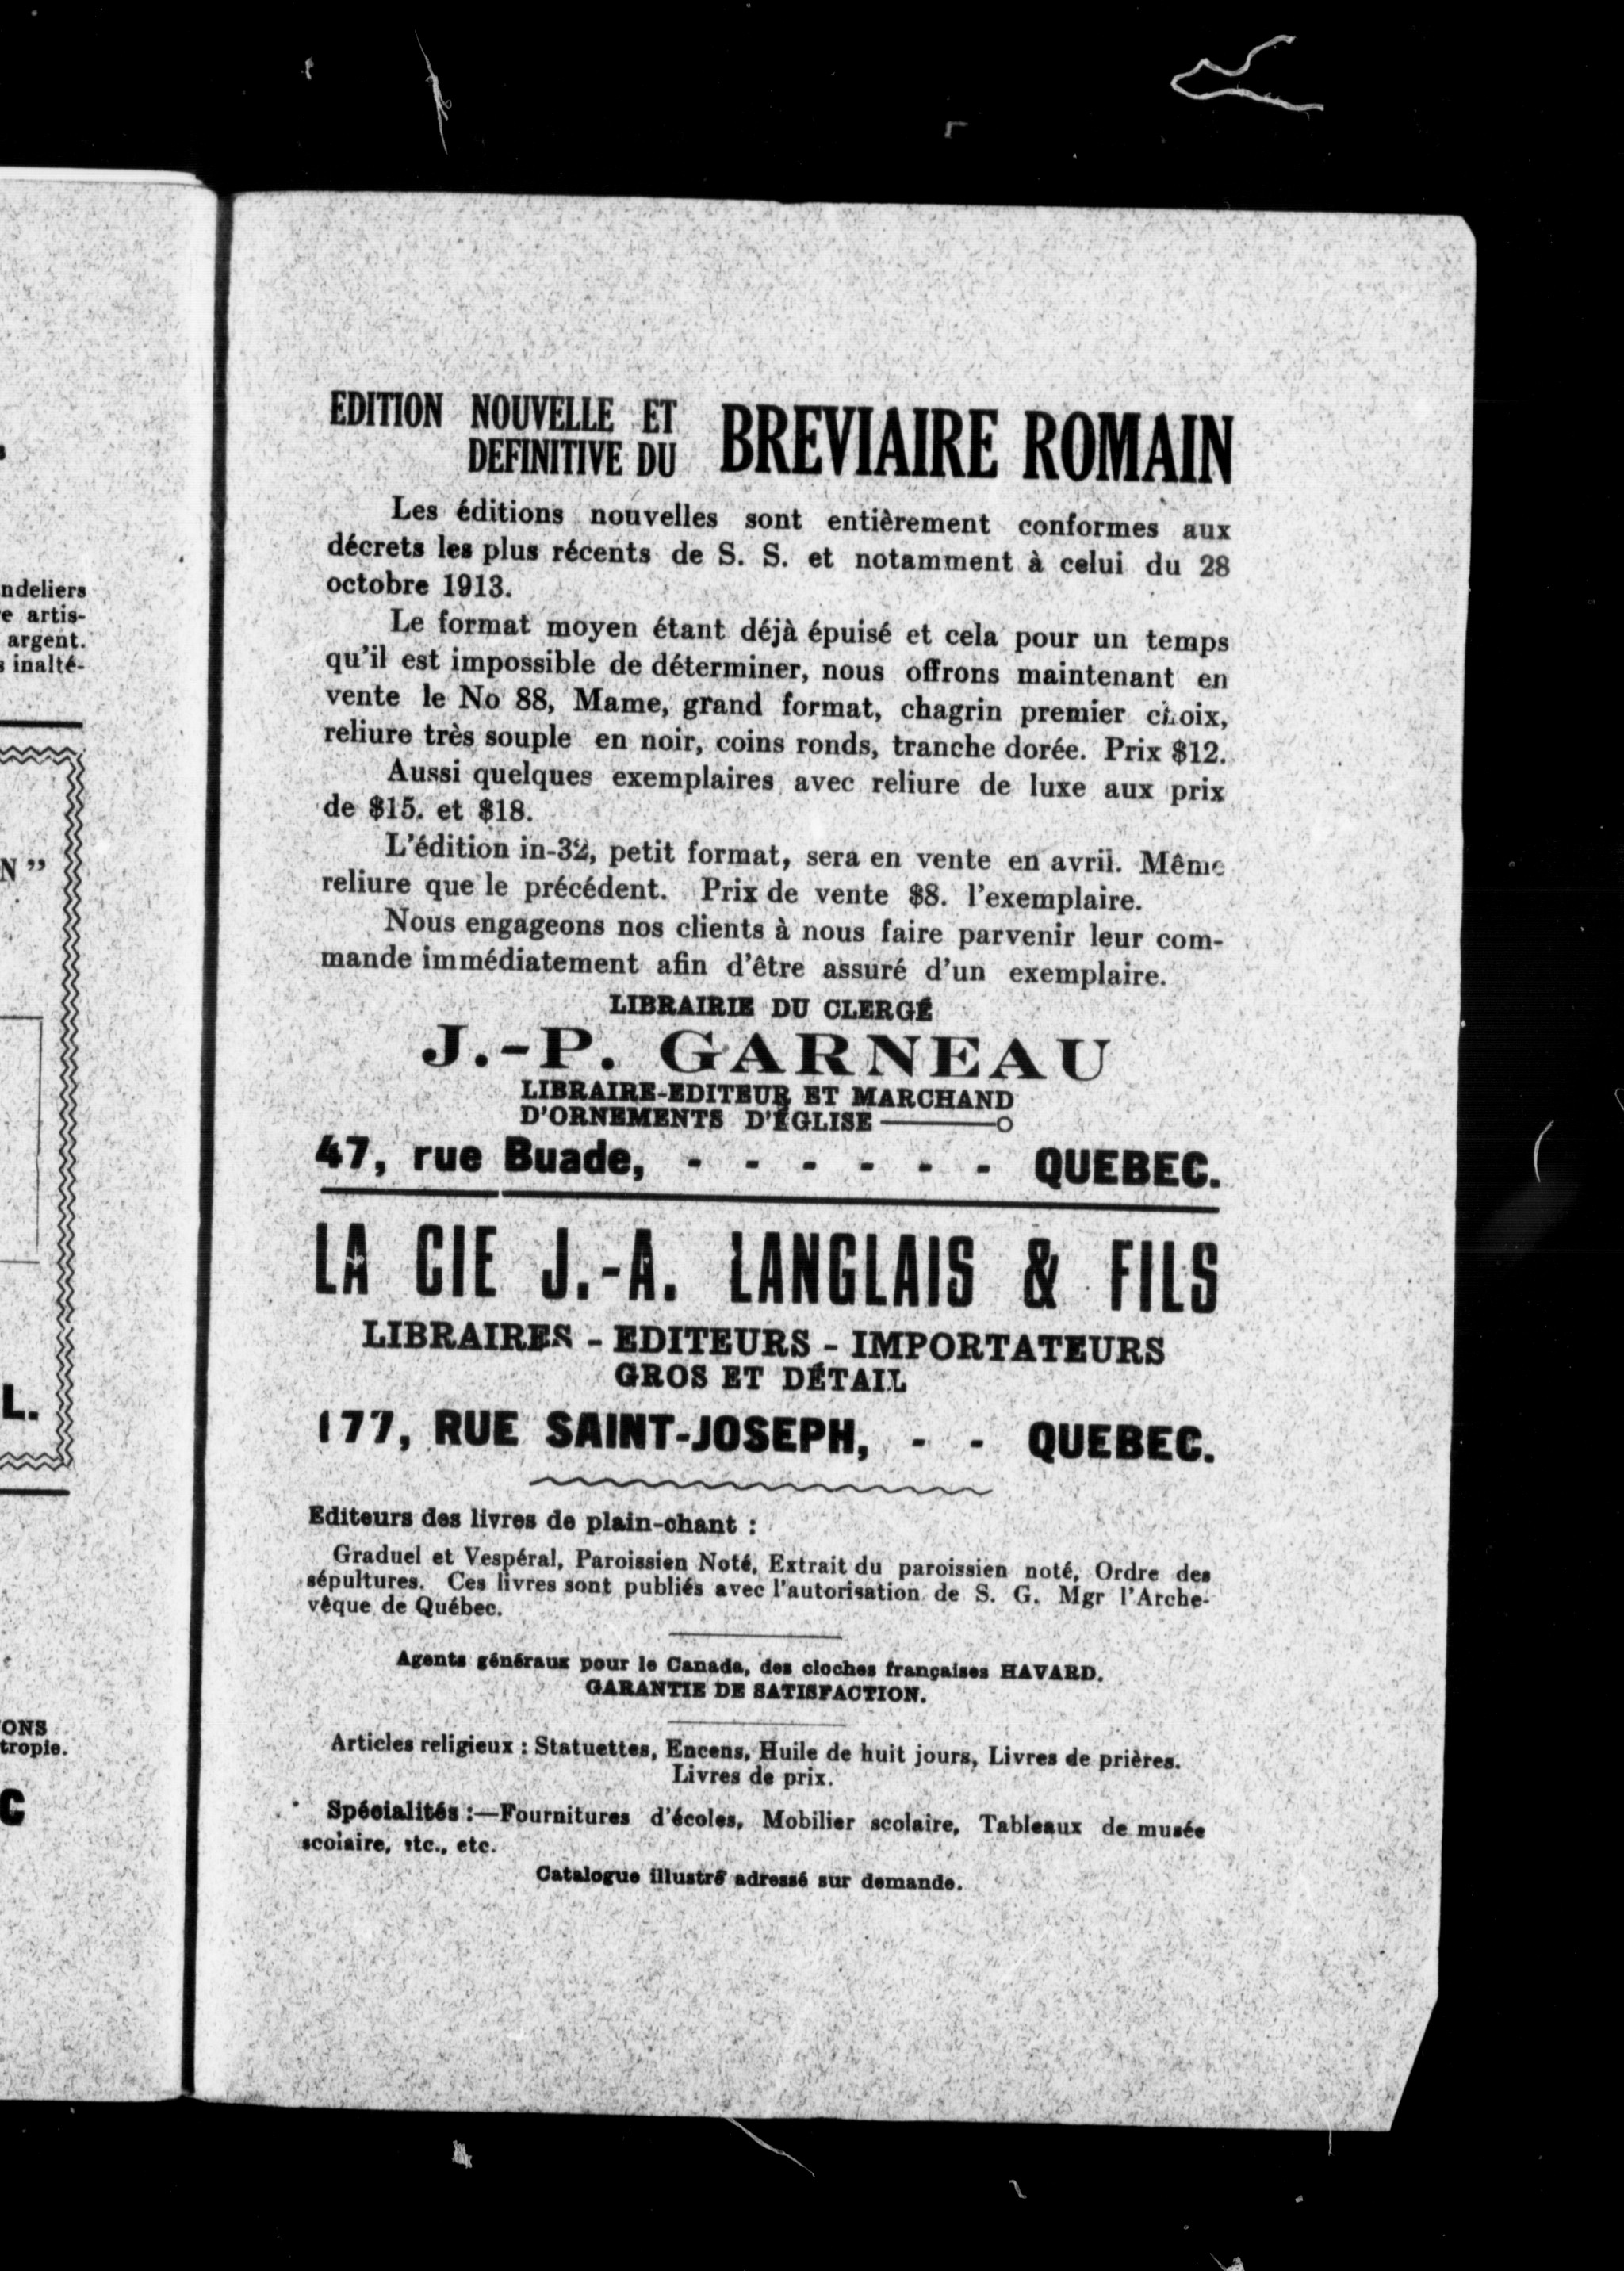 ndeliers
e artis-
argent.
s inalté-
N"
L.
ONS
tropie.
C
EDITION NOUVELLE ET
DEFINITIVE DU
BREVIAIRE ROMAIN
Les éditions nouvelles sont entièrement conformes aux
décrets les plus récents de S. S. et notamment à celui du 28
octobre 1913.
Le format moyen étant déjà épuisé et cela pour un temps
qu'il est impossible de déterminer, nous offrons maintenant en
vente le No 88, Mame, grand format, chagrin premier choix,
reliure très souple en noir, coins ronds, tranche dorée. Prix $12.
Aussi quelques exemplaires avec reliure de luxe aux prix
de $15. et $18.
L'édition in-32, petit format, sera en vente en avril. Même
reliure que le précédent. Prix de vente $8. l'exemplaire.
Nous engageons nos clients à nous faire parvenir leur com-
mande immédiatement afin d'être assuré d'un exemplaire.
LIBRAIRIE DU CLERGÉ
J.-P. GARNEAU
LIBRAIRE-EDITEUR ET MARCHAND
D'ORNEMENTS D'ÉGLISE
47, rue Buade, - - - - - - QUEBEC.
LA CIE J.-A. LANGLAIS & FILS
LIBRAIRES - EDITEURS - IMPORTATEURS
GROS ET DÉTAIL
177, RUE SAINT-JOSEPH, - - QUEBEC.
Editeurs des livres de plain-chant :
Graduel et Vespéral, Paroissien Noté, Extrait du paroissien noté, Ordre des
sépultures. Ces livres sont publiés avec l'autorisation de S. G. Mgr l'Arche-
vêque de Québec.
Agents généraux pour le Canada, des cloches françaises HAVARD.
GARANTIE DE SATISFACTION.
Articles religieux : Statuettes, Encens, Huile de huit jours, Livres de prières.
Livres de prix.
Spécialités :—Fournitures d'écoles, Mobilier scolaire, Tableaux de musée
scolaire, etc., etc.
Catalogue illustré adressé sur demande.